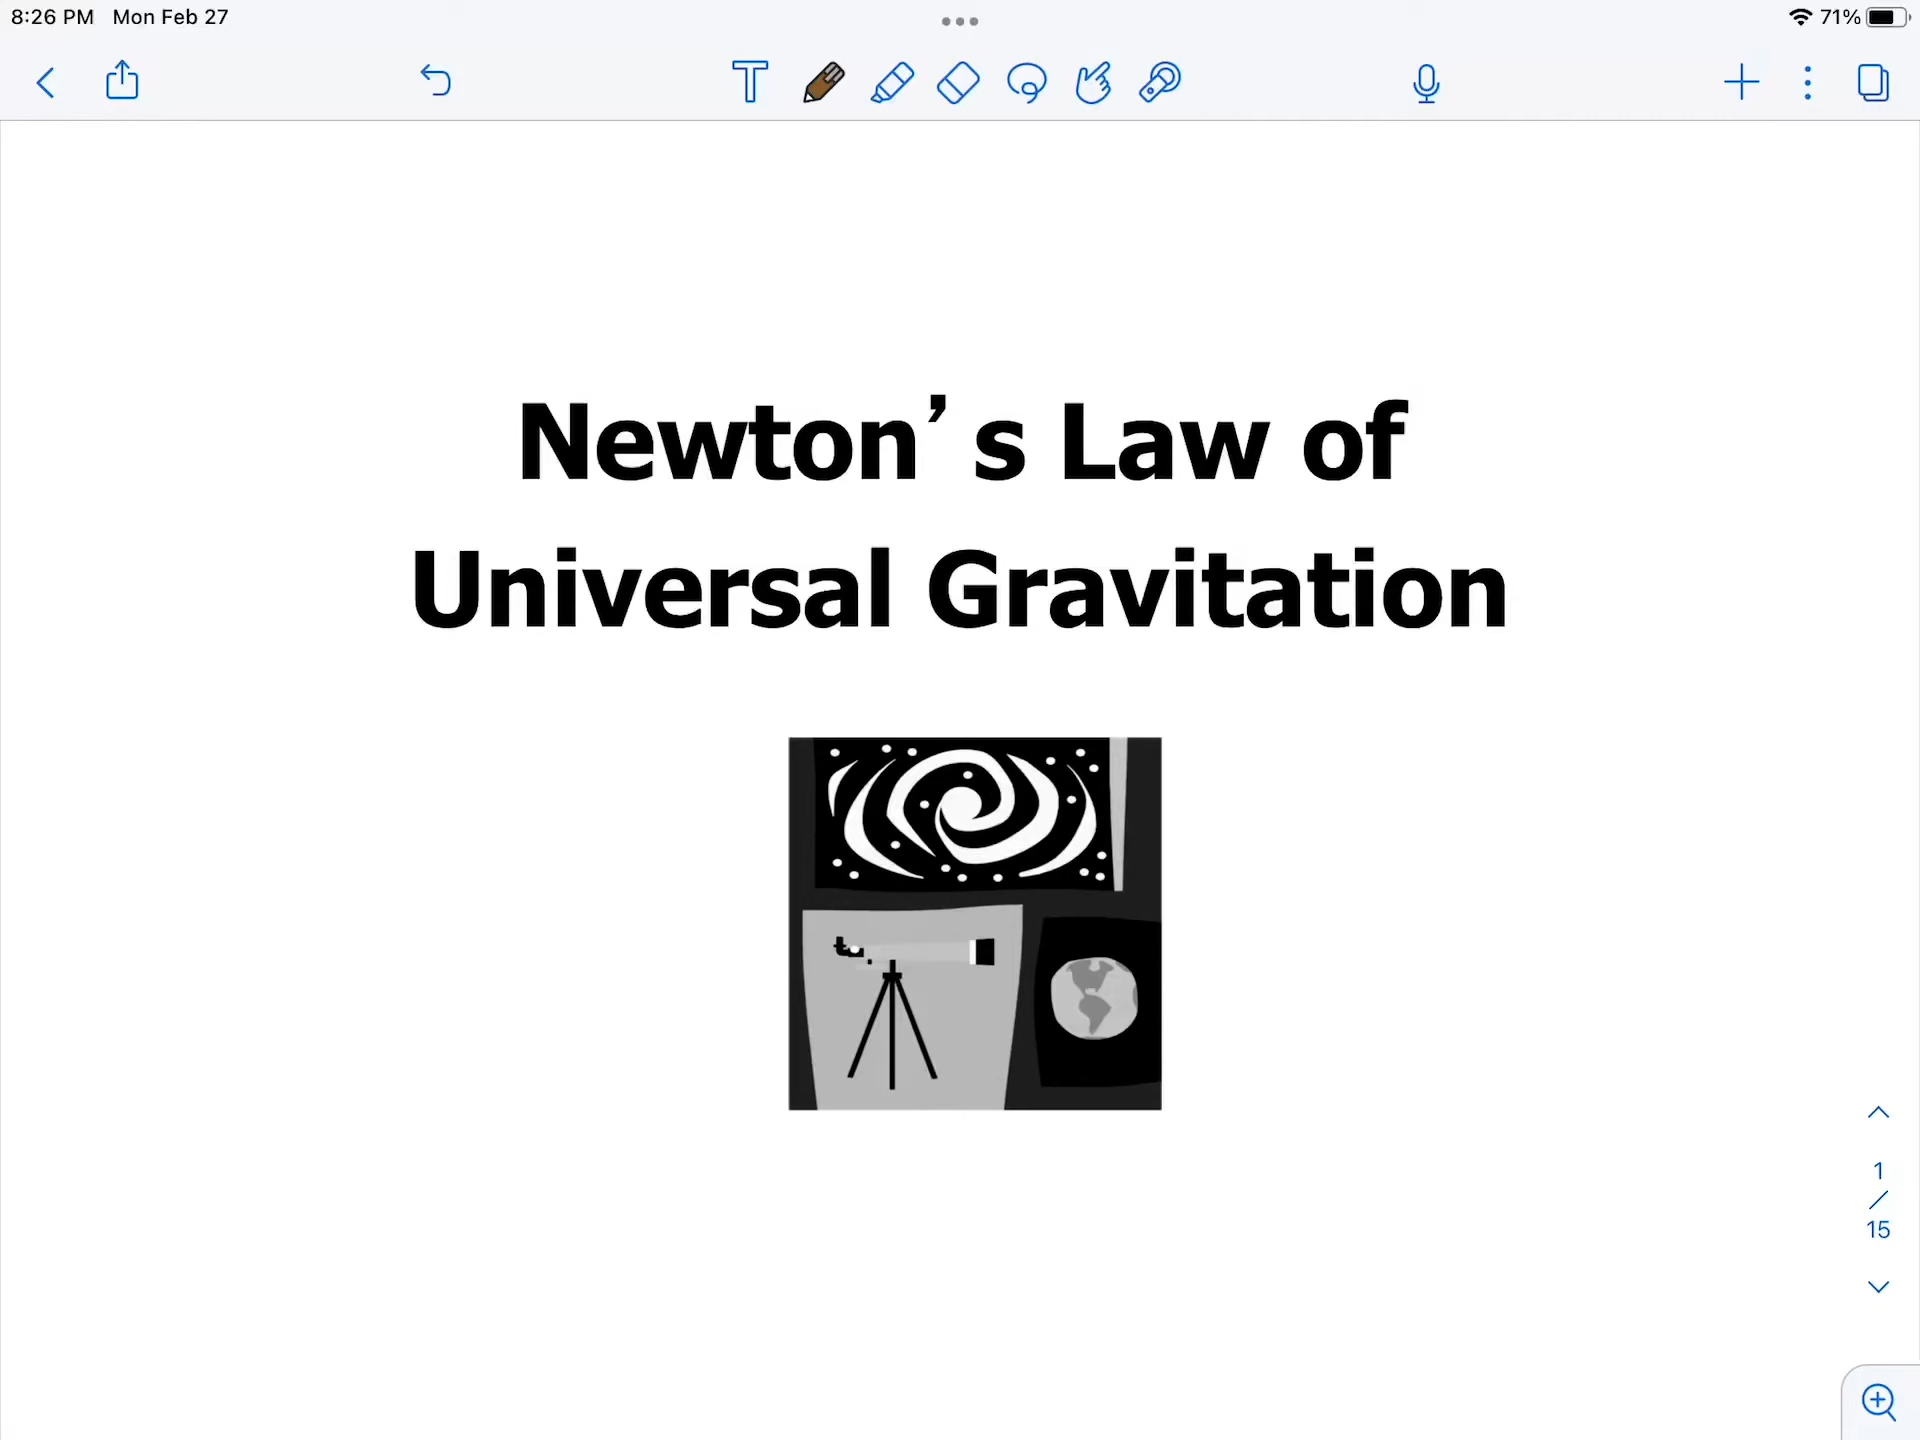 8:26 PM Mon Feb 27
71%
Newton’s Law of
Universal Gravitation
1
/
15